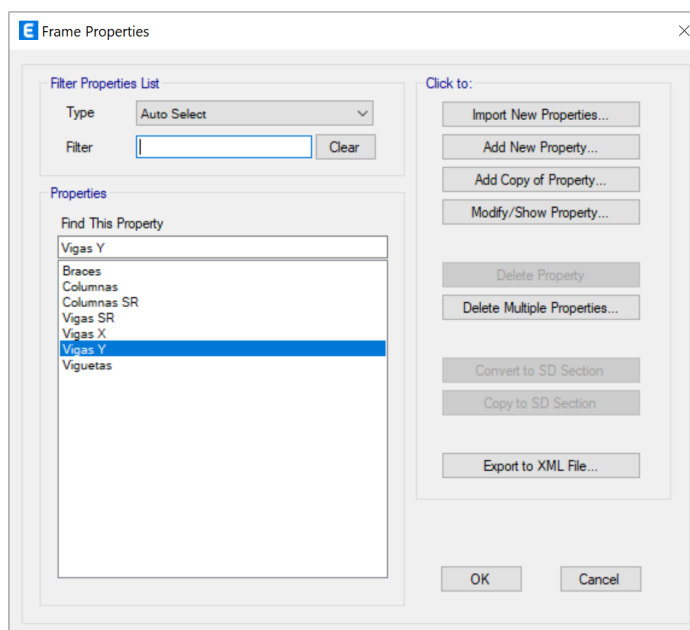 E Frame Properties
Filter Properties List
Type
Auto Select
Filter
Clear
Properties
Find This Property
Vigas Y
Braces
Columnas
Columnas SR
Vigas SR
Vigas X
Vigas Y
Viguetas
Click to:
Import New Properties...
Add New Property...
Add Copy of Property...
Modify/Show Property...
Delete Property
Delete Multiple Properties...
Convert to SD Section
Copy to SD Section
Export to XML File...
OK
Cancel